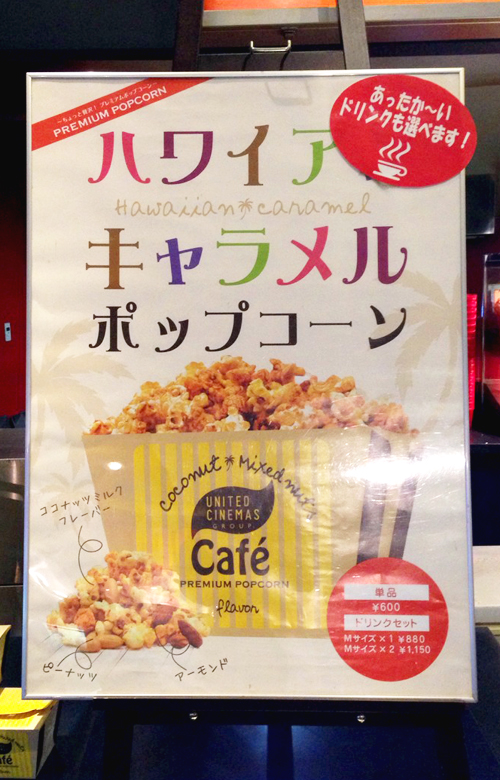 〜ちょっと贅沢!プレミアムポップコーン〜
PREMIUM POPCORN
あったか〜い
ドリンクも選べます!
ハワイア
Hawaiian caramel
キャラメル
ポップコーン
coconut Mixed nuts
UNITED
CINEMAS
GROUP
Café
PREMIUM POPCORN
flavor
ココナッツミルク
フレーバー
ピーナッツ
アーモンド
単品
¥600
ドリンクセット
Mサイズ×1 ¥880
Mサイズ×2 ¥1,150
Café